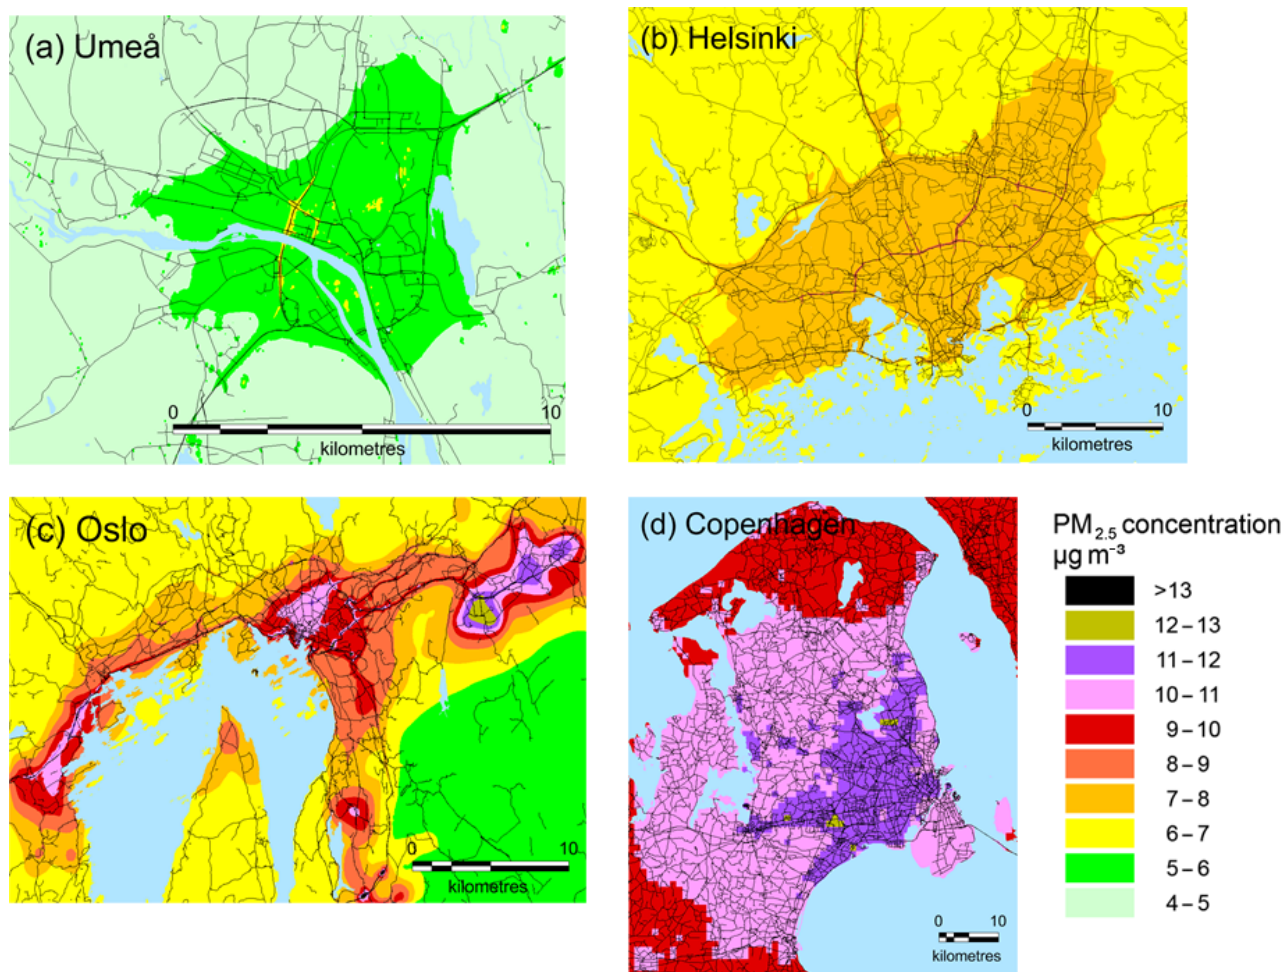 (a) Umeå
0 10
kilometres
(b) Helsinki
0 10
kilometres
(c) Oslo
0 10
kilometres
(d) Copenhagen
0 10
kilometres
PM₂.₅ concentration
µg m⁻³
>13
12–13
11–12
10–11
9–10
8–9
7–8
6–7
5–6
4–5